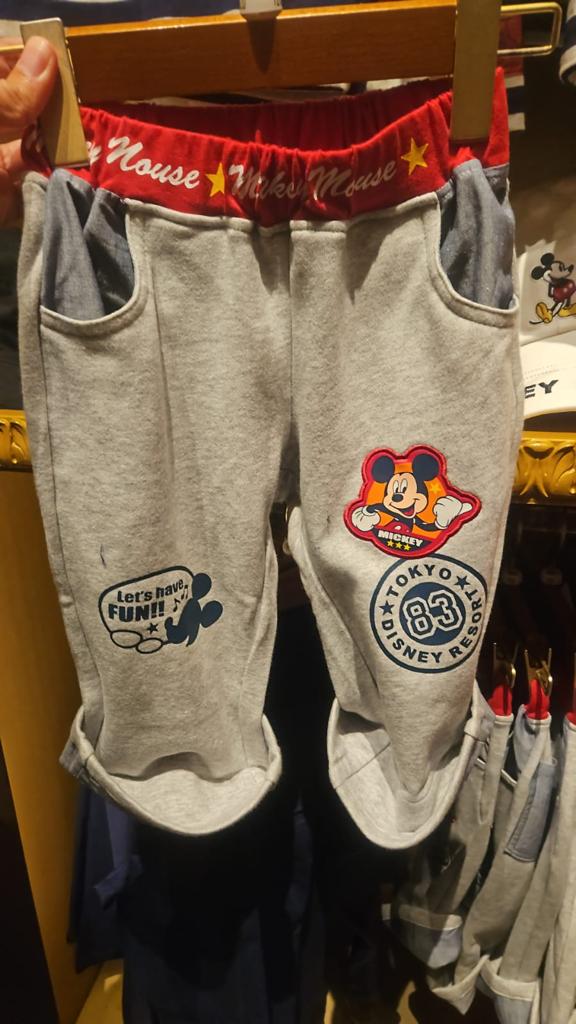 y Mouse ★ Mickey Mouse ★
MICKEY
Let's have
FUN!!
TOKYO
83
DISNEY RESORT
EY